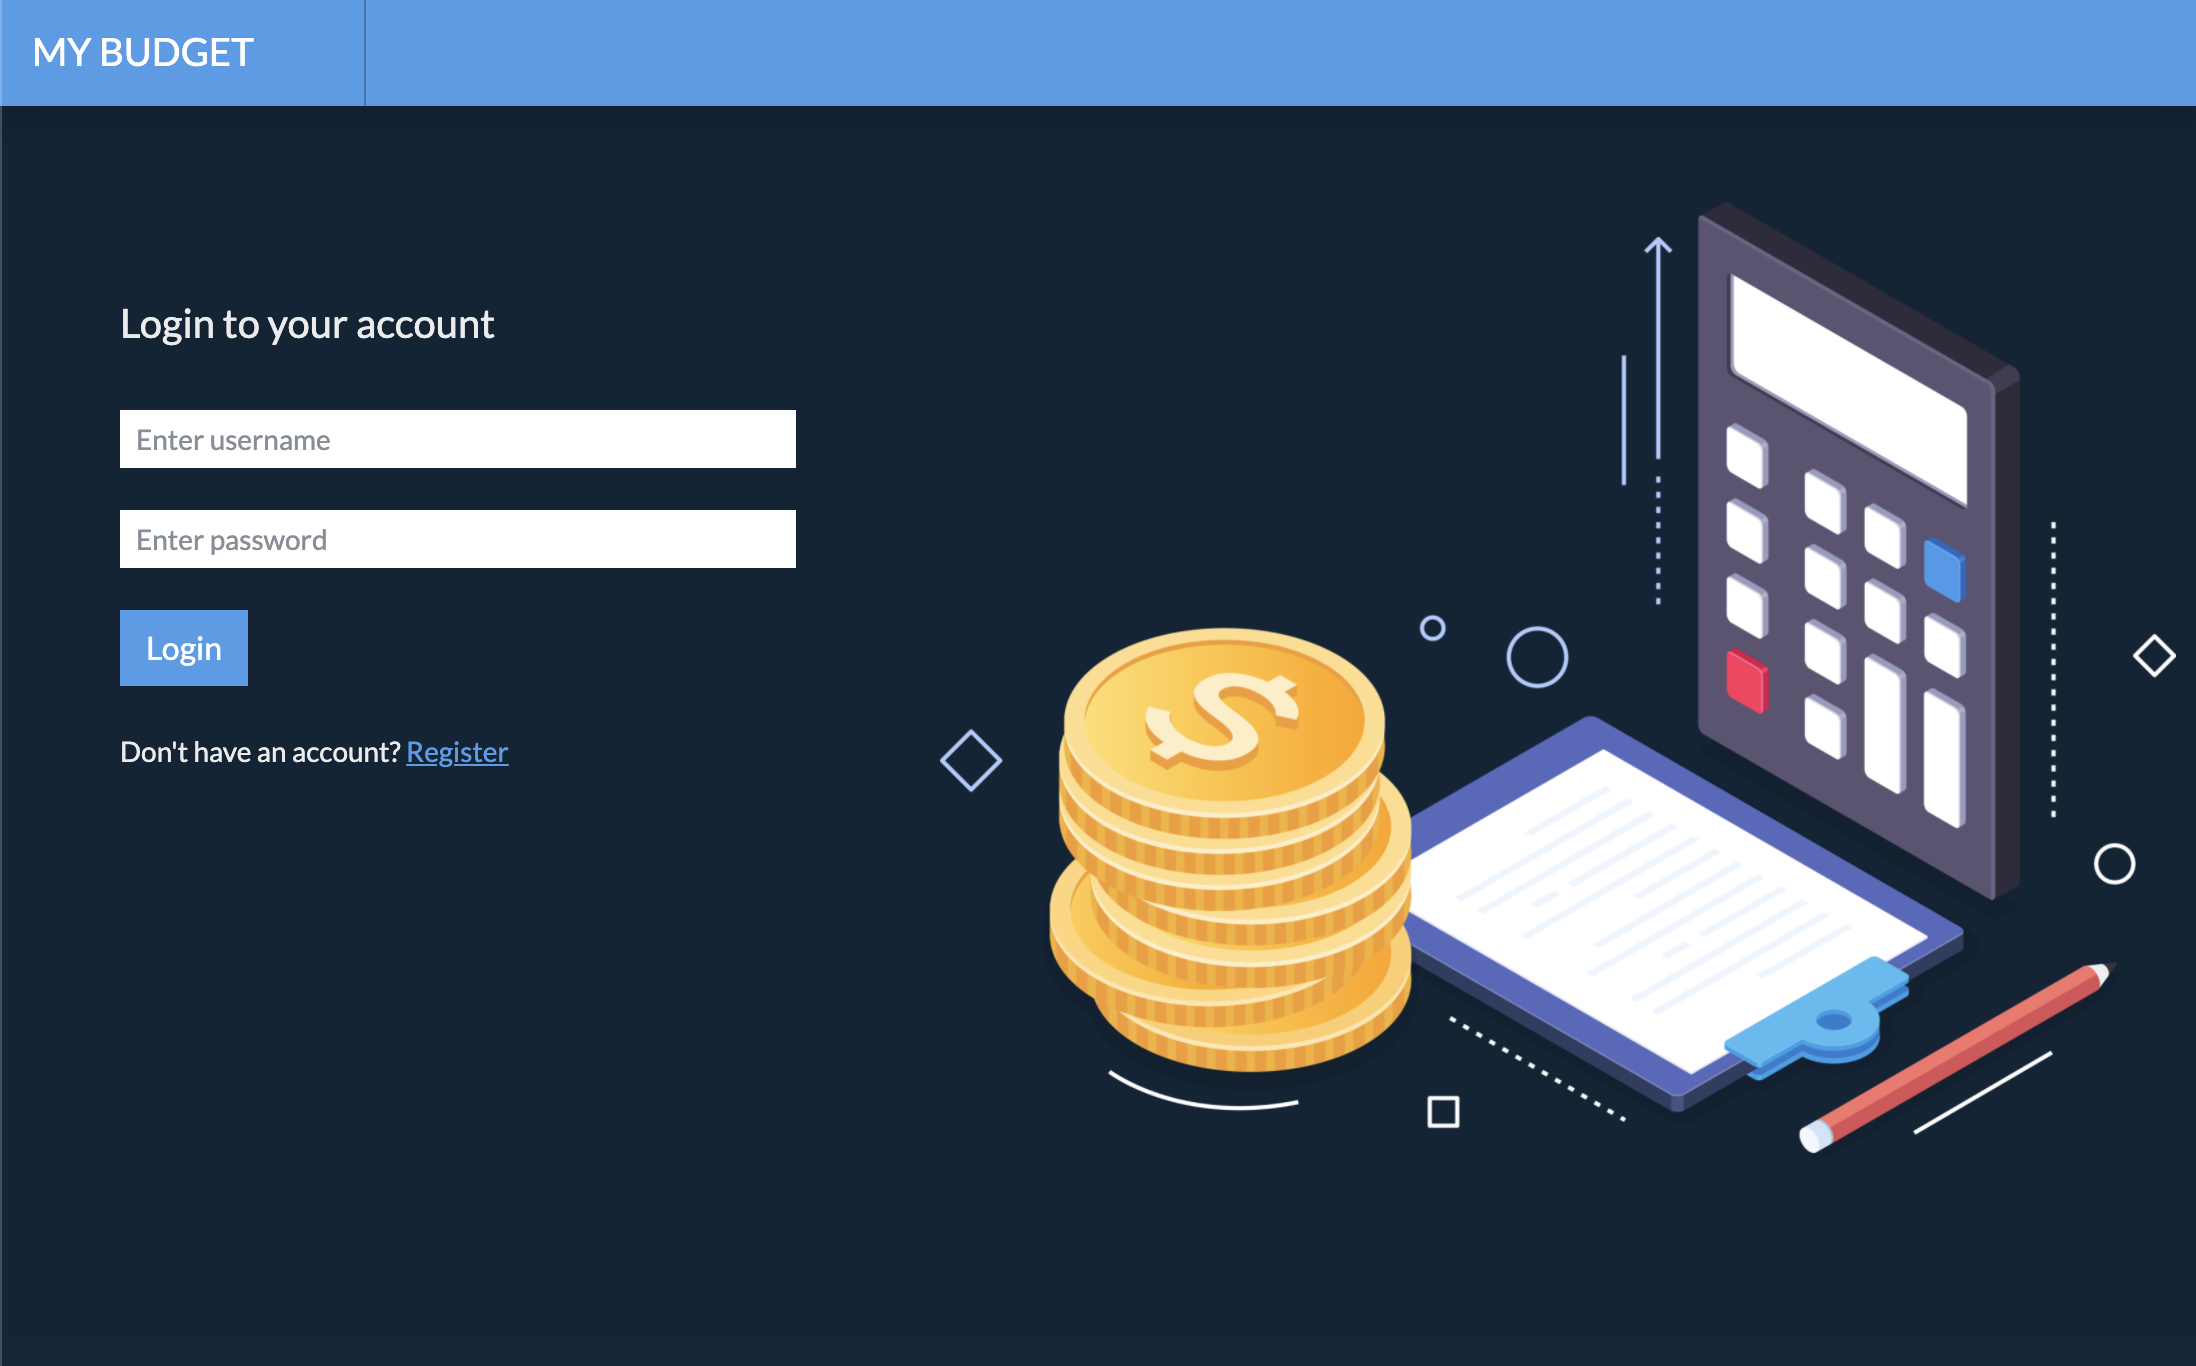 MY BUDGET
Login to your account
Enter username
Enter password
Login
Don't have an account? Register
$